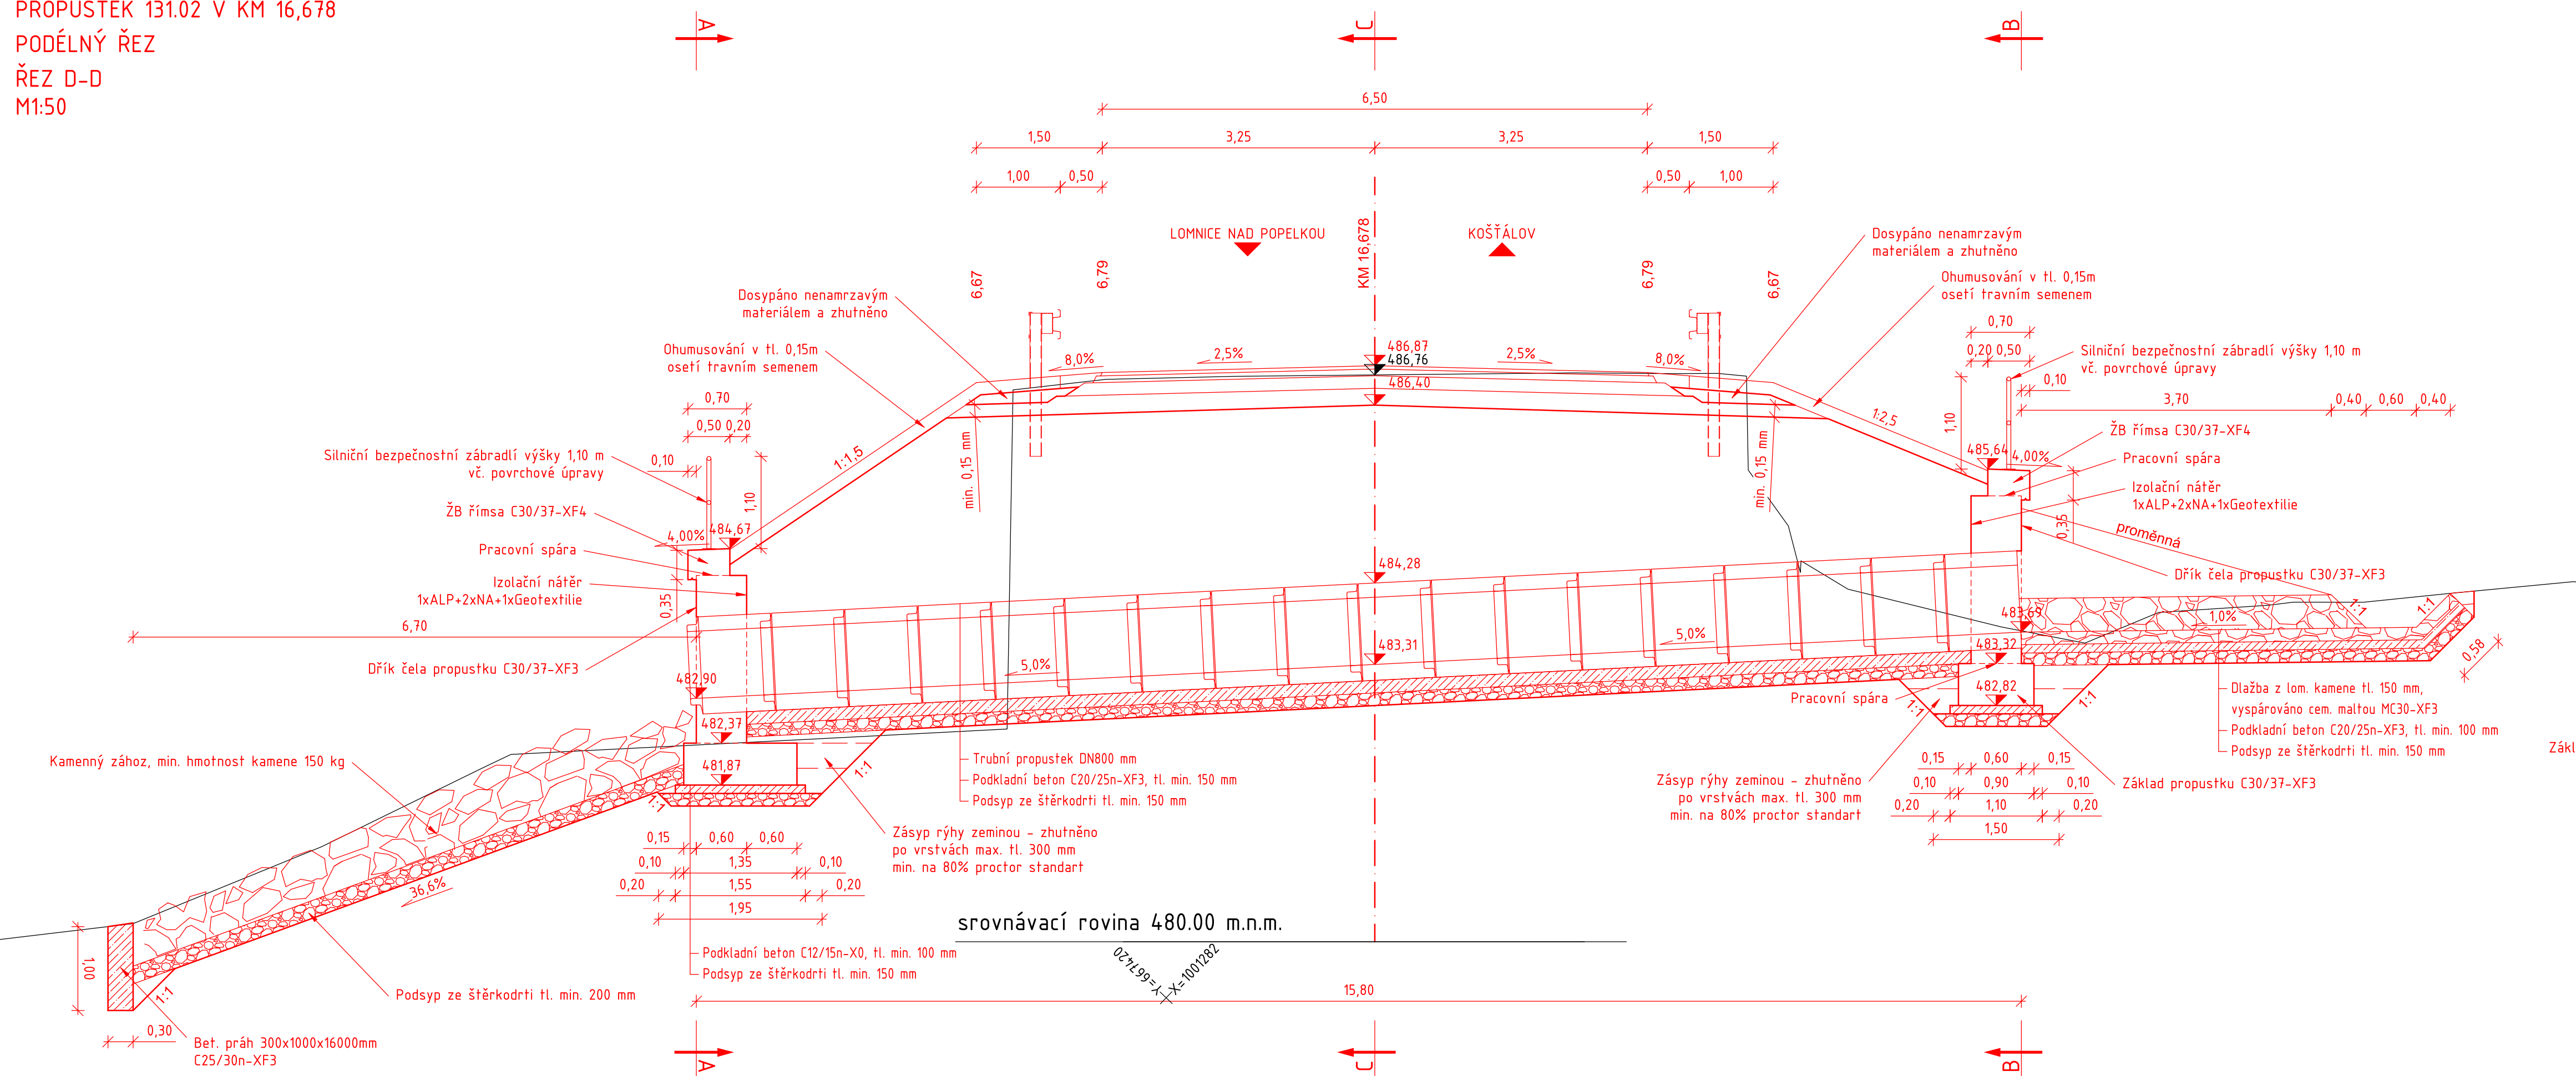 PROPUSTEK 131.02 V KM 16,678
PODÉLNÝ ŘEZ
ŘEZ D-D
M1:50
A
C
B
6,50
1,50
3,25
3,25
1,50
1,00
0,50
0,50
1,00
LOMNICE NAD POPELKOU
KOŠŤÁLOV
KM 16,678
6,67
6,79
6,79
6,67
Dosypáno nenamrzavým
materiálem a zhutněno
Ohumusování v tl. 0,15m
osetí travním semenem
Dosypáno nenamrzavým
materiálem a zhutněno
Ohumusování v tl. 0,15m
osetí travním semenem
8,0%
2,5%
486,87
486,76
486,40
2,5%
8,0%
0,70
0,50
0,20
0,10
1,10
1:1,5
min. 0,15 mm
min. 0,15 mm
1:2,5
0,70
0,20
0,50
0,10
1,10
3,70
0,40
0,60
0,40
Silniční bezpečnostní zábradlí výšky 1,10 m
vč. povrchové úpravy
Silniční bezpečnostní zábradlí výšky 1,10 m
vč. povrchové úpravy
ŽB římsa C30/37-XF4
Pracovní spára
Izolační nátěr
1xALP+2xNA+1xGeotextilie
ŽB římsa C30/37-XF4
Pracovní spára
Izolační nátěr
1xALP+2xNA+1xGeotextilie
4,00%
484,67
0,35
485,64
4,00%
0,35
proměnná
Dřík čela propustku C30/37-XF3
6,70
Dřík čela propustku C30/37-XF3
484,28
483,31
5,0%
5,0%
482,90
482,37
481,87
483,69
483,32
482,82
1:1
1,0%
1:1
0,58
Pracovní spára
1:1
1:1
Dlažba z lom. kamene tl. 150 mm,
vyspárováno cem. maltou MC30-XF3
Podkladní beton C20/25n-XF3, tl. min. 100 mm
Podsyp ze štěrkodrti tl. min. 150 mm
Zákl
Kamenný zához, min. hmotnost kamene 150 kg
1:1
1:1
Trubní propustek DN800 mm
Podkladní beton C20/25n-XF3, tl. min. 150 mm
Podsyp ze štěrkodrti tl. min. 150 mm
Zásyp rýhy zeminou - zhutněno
po vrstvách max. tl. 300 mm
min. na 80% proctor standart
Zásyp rýhy zeminou - zhutněno
po vrstvách max. tl. 300 mm
min. na 80% proctor standart
0,15
0,60
0,15
0,10
0,90
0,10
0,20
1,10
0,20
1,50
Základ propustku C30/37-XF3
0,15
0,60
0,60
0,10
1,35
0,10
0,20
1,55
0,20
1,95
36,6%
srovnávací rovina 480.00 m.n.m.
Y=667420
X=1001282
Podkladní beton C12/15n-X0, tl. min. 100 mm
Podsyp ze štěrkodrti tl. min. 150 mm
1,00
1:1
Podsyp ze štěrkodrti tl. min. 200 mm
15,80
0,30
Bet. práh 300x1000x16000mm
C25/30n-XF3
A
C
B